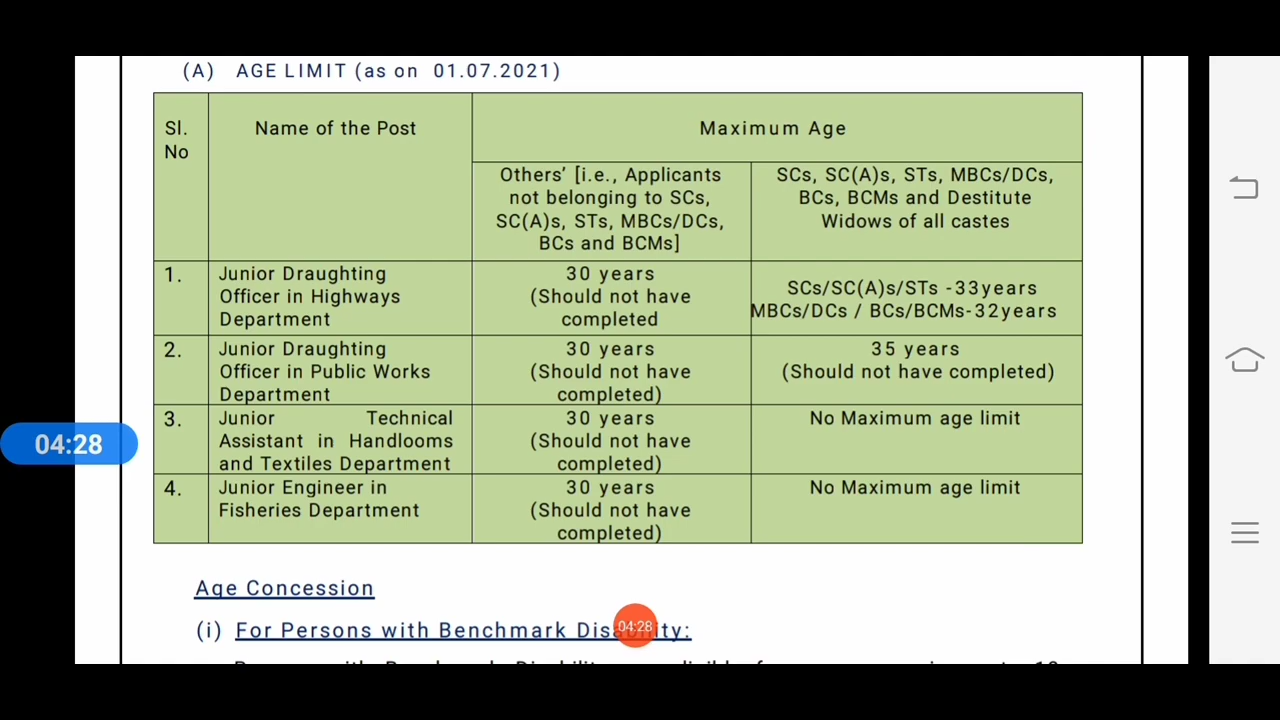 (A) AGE LIMIT (as on 01.07.2021)
Sl.
No
Name of the Post
Maximum Age
Others’ [i.e., Applicants
not belonging to SCs,
SC(A)s, STs, MBCs/DCs,
BCs and BCMs]
SCs, SC(A)s, STs, MBCs/DCs,
BCs, BCMs and Destitute
Widows of all castes
1.
Junior Draughting
Officer in Highways
Department
30 years
(Should not have
completed
SCs/SC(A)s/STs -33years
MBCs/DCs / BCs/BCMs-32years
2.
Junior Draughting
Officer in Public Works
Department
30 years
(Should not have
completed)
35 years
(Should not have completed)
3.
Junior Technical
Assistant in Handlooms
and Textiles Department
30 years
(Should not have
completed)
No Maximum age limit
4.
Junior Engineer in
Fisheries Department
30 years
(Should not have
completed)
No Maximum age limit
04:28
Age Concession
(i) For Persons with Benchmark Disability:
04:28